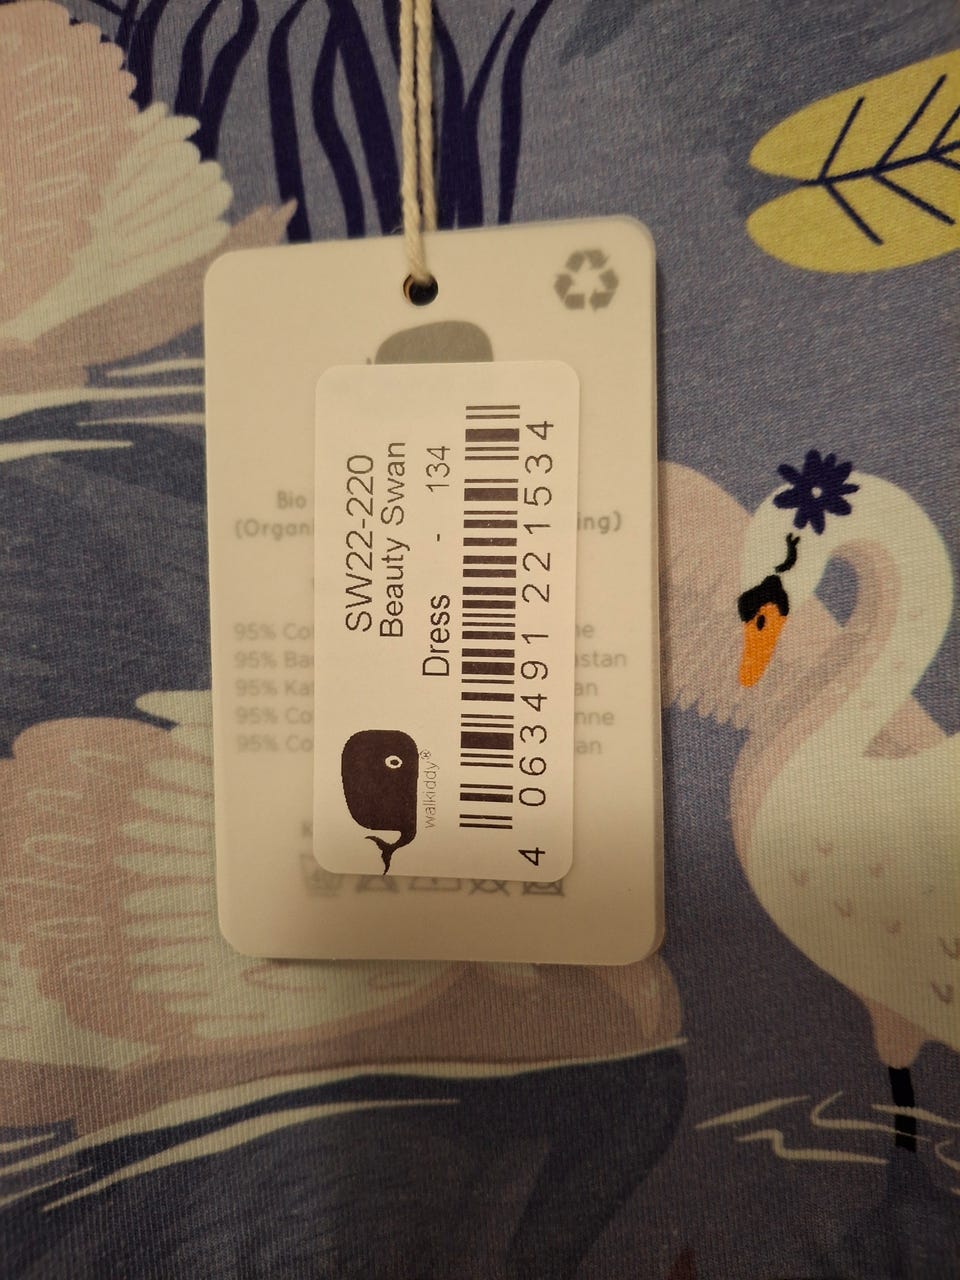 SW22-220
Beauty Swan
Dress - 134
4 063491 221534
walkiddy®
Bio
(Organi
ing)
95% Co
95% Ba
95% Ka
95% Co
95% Co
stan
an
nne
an